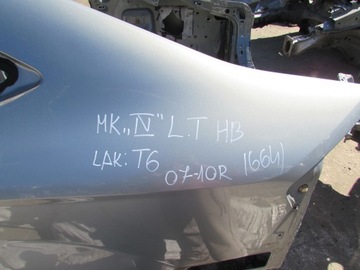 MK„IV" L.T HB
LAK: T6
07-10R (664)